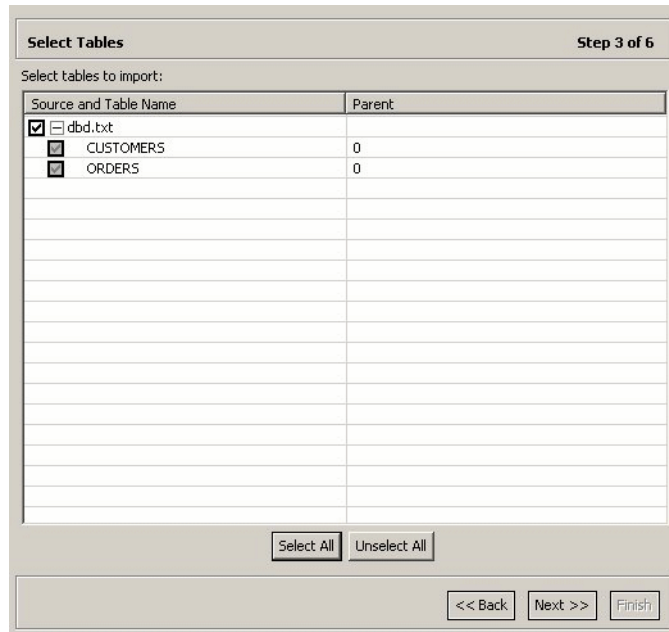 Select Tables Step 3 of 6
Select tables to import:
Source and Table Name Parent
dbd.txt
CUSTOMERS 0
ORDERS 0
Select All Unselect All
<< Back Next >> Finish